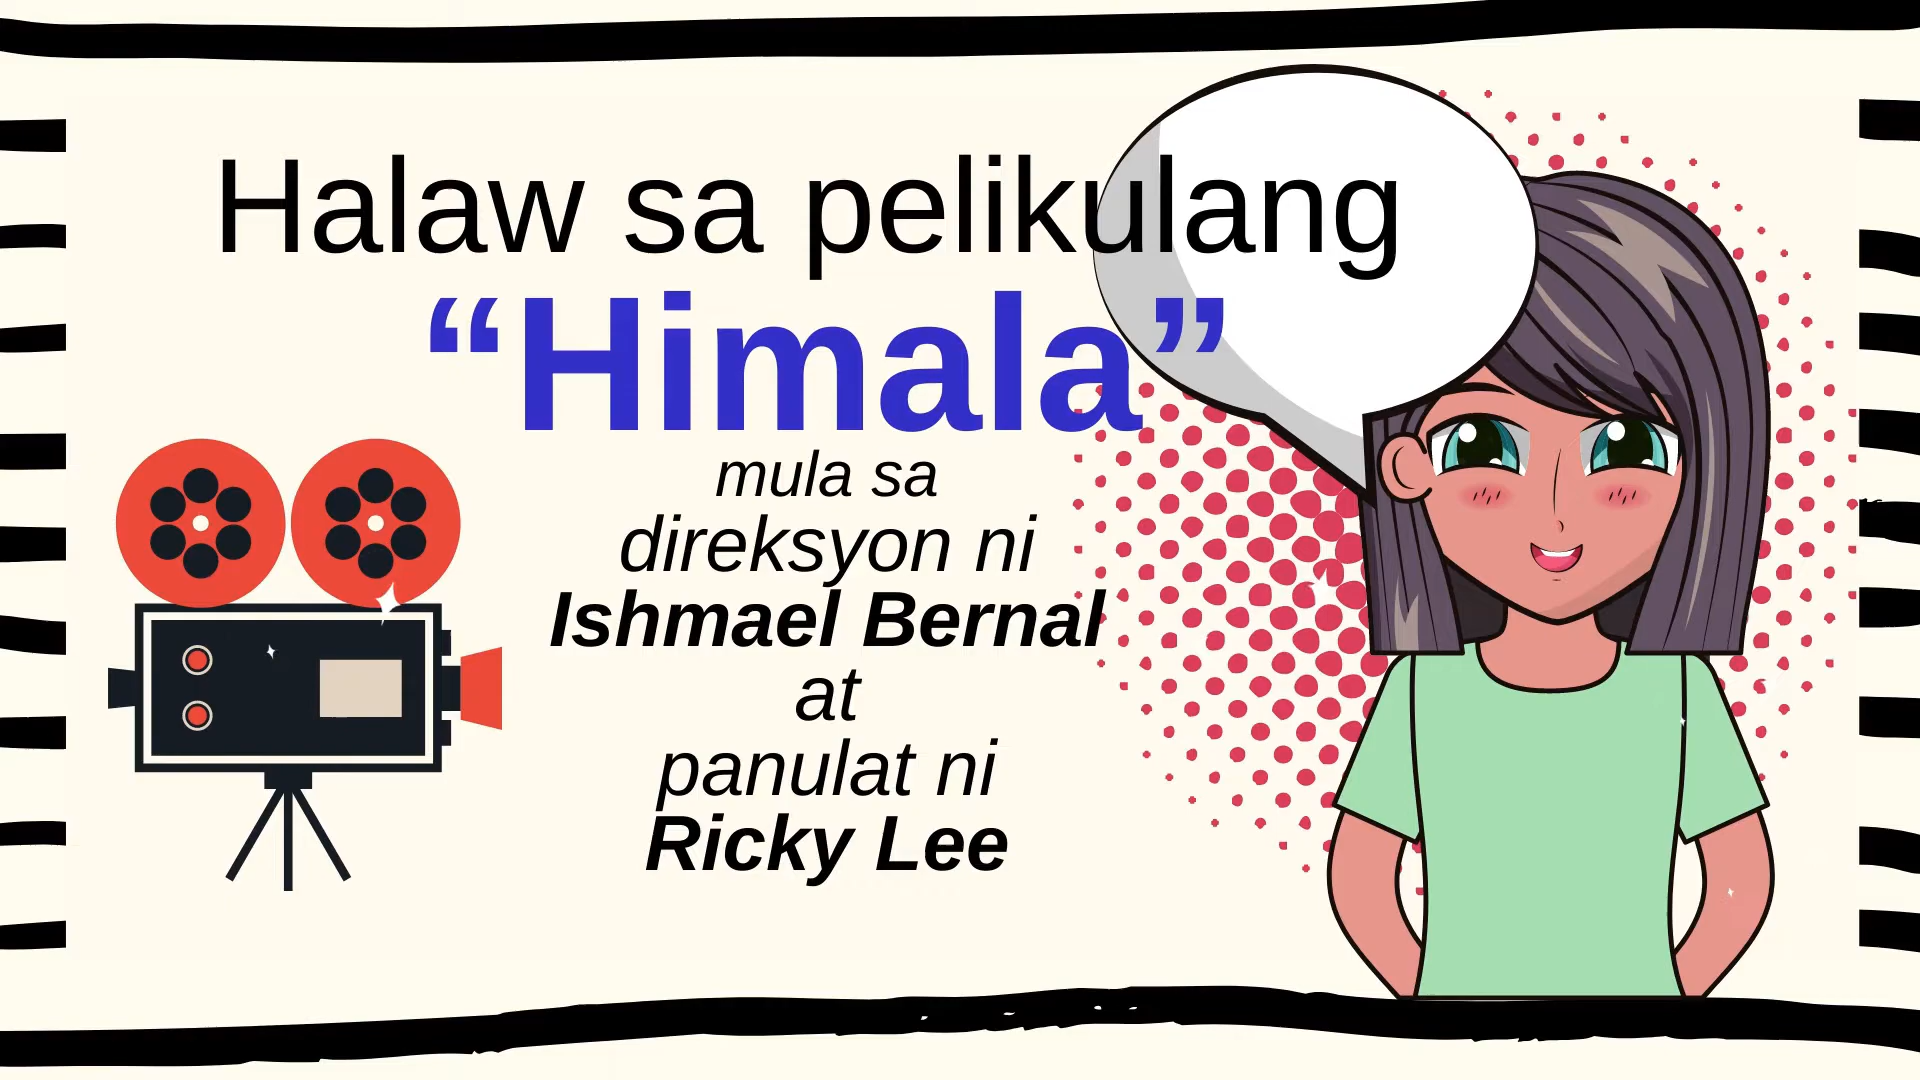 Halaw sa pelikulang
“Himala”
mula sa
direksyon ni
Ishmael Bernal
at
panulat ni
Ricky Lee